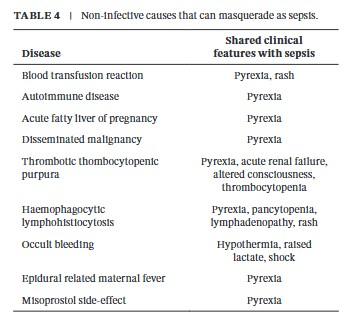 TABLE 4 | Non-infective causes that can masquerade as sepsis.
Disease
Shared clinical
features with sepsis
Blood transfusion reaction
Pyrexia, rash
Autoimmune disease
Pyrexia
Acute fatty liver of pregnancy
Pyrexia
Disseminated malignancy
Pyrexia
Thrombotic thombocytopenic
purpura
Pyrexia, acute renal failure,
altered consciousness,
thrombocytopenia
Haemophagocytic
lymphohistiocytosis
Pyrexia, pancytopenia,
lymphadenopathy, rash
Occult bleeding
Hypothermia, raised
lactate, shock
Epidural related maternal fever
Pyrexia
Misoprostol side-effect
Pyrexia